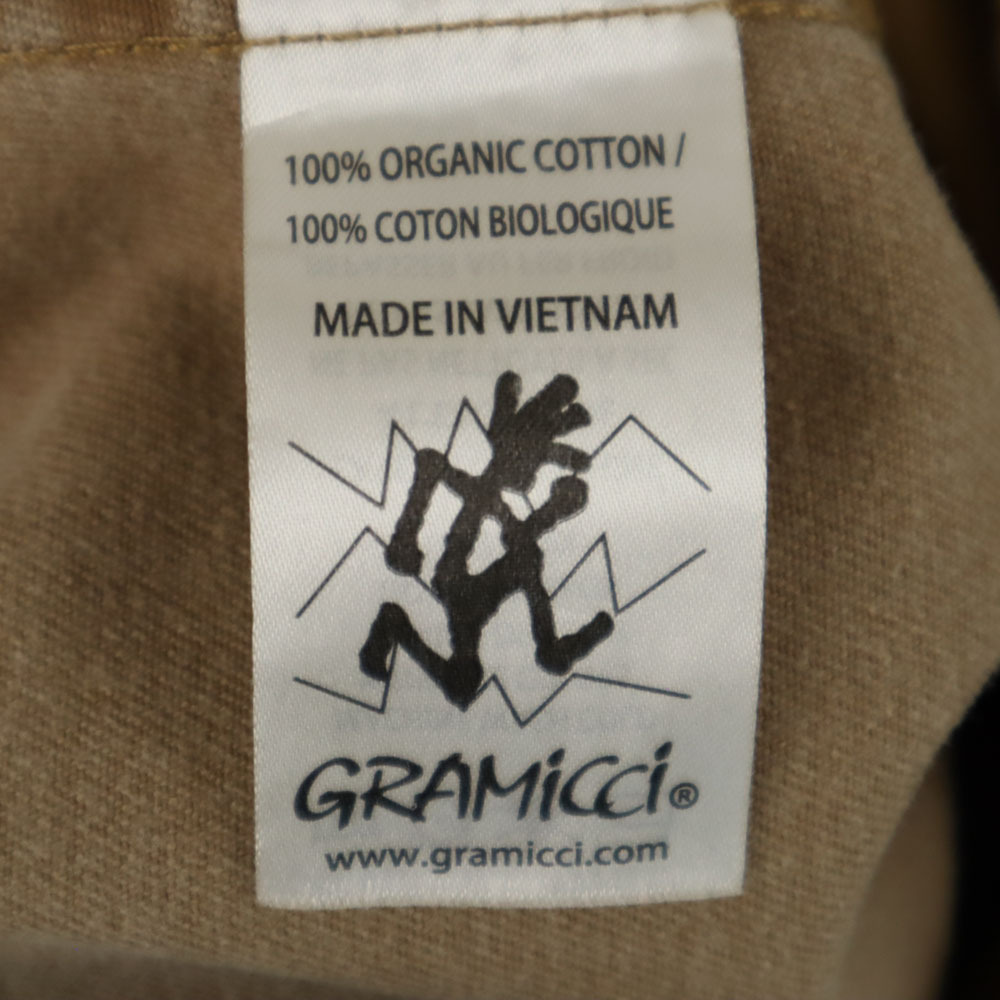 100% ORGANIC COTTON /
100% COTON BIOLOGIQUE
MADE IN VIETNAM
GRAMiCCi®
www.gramicci.com